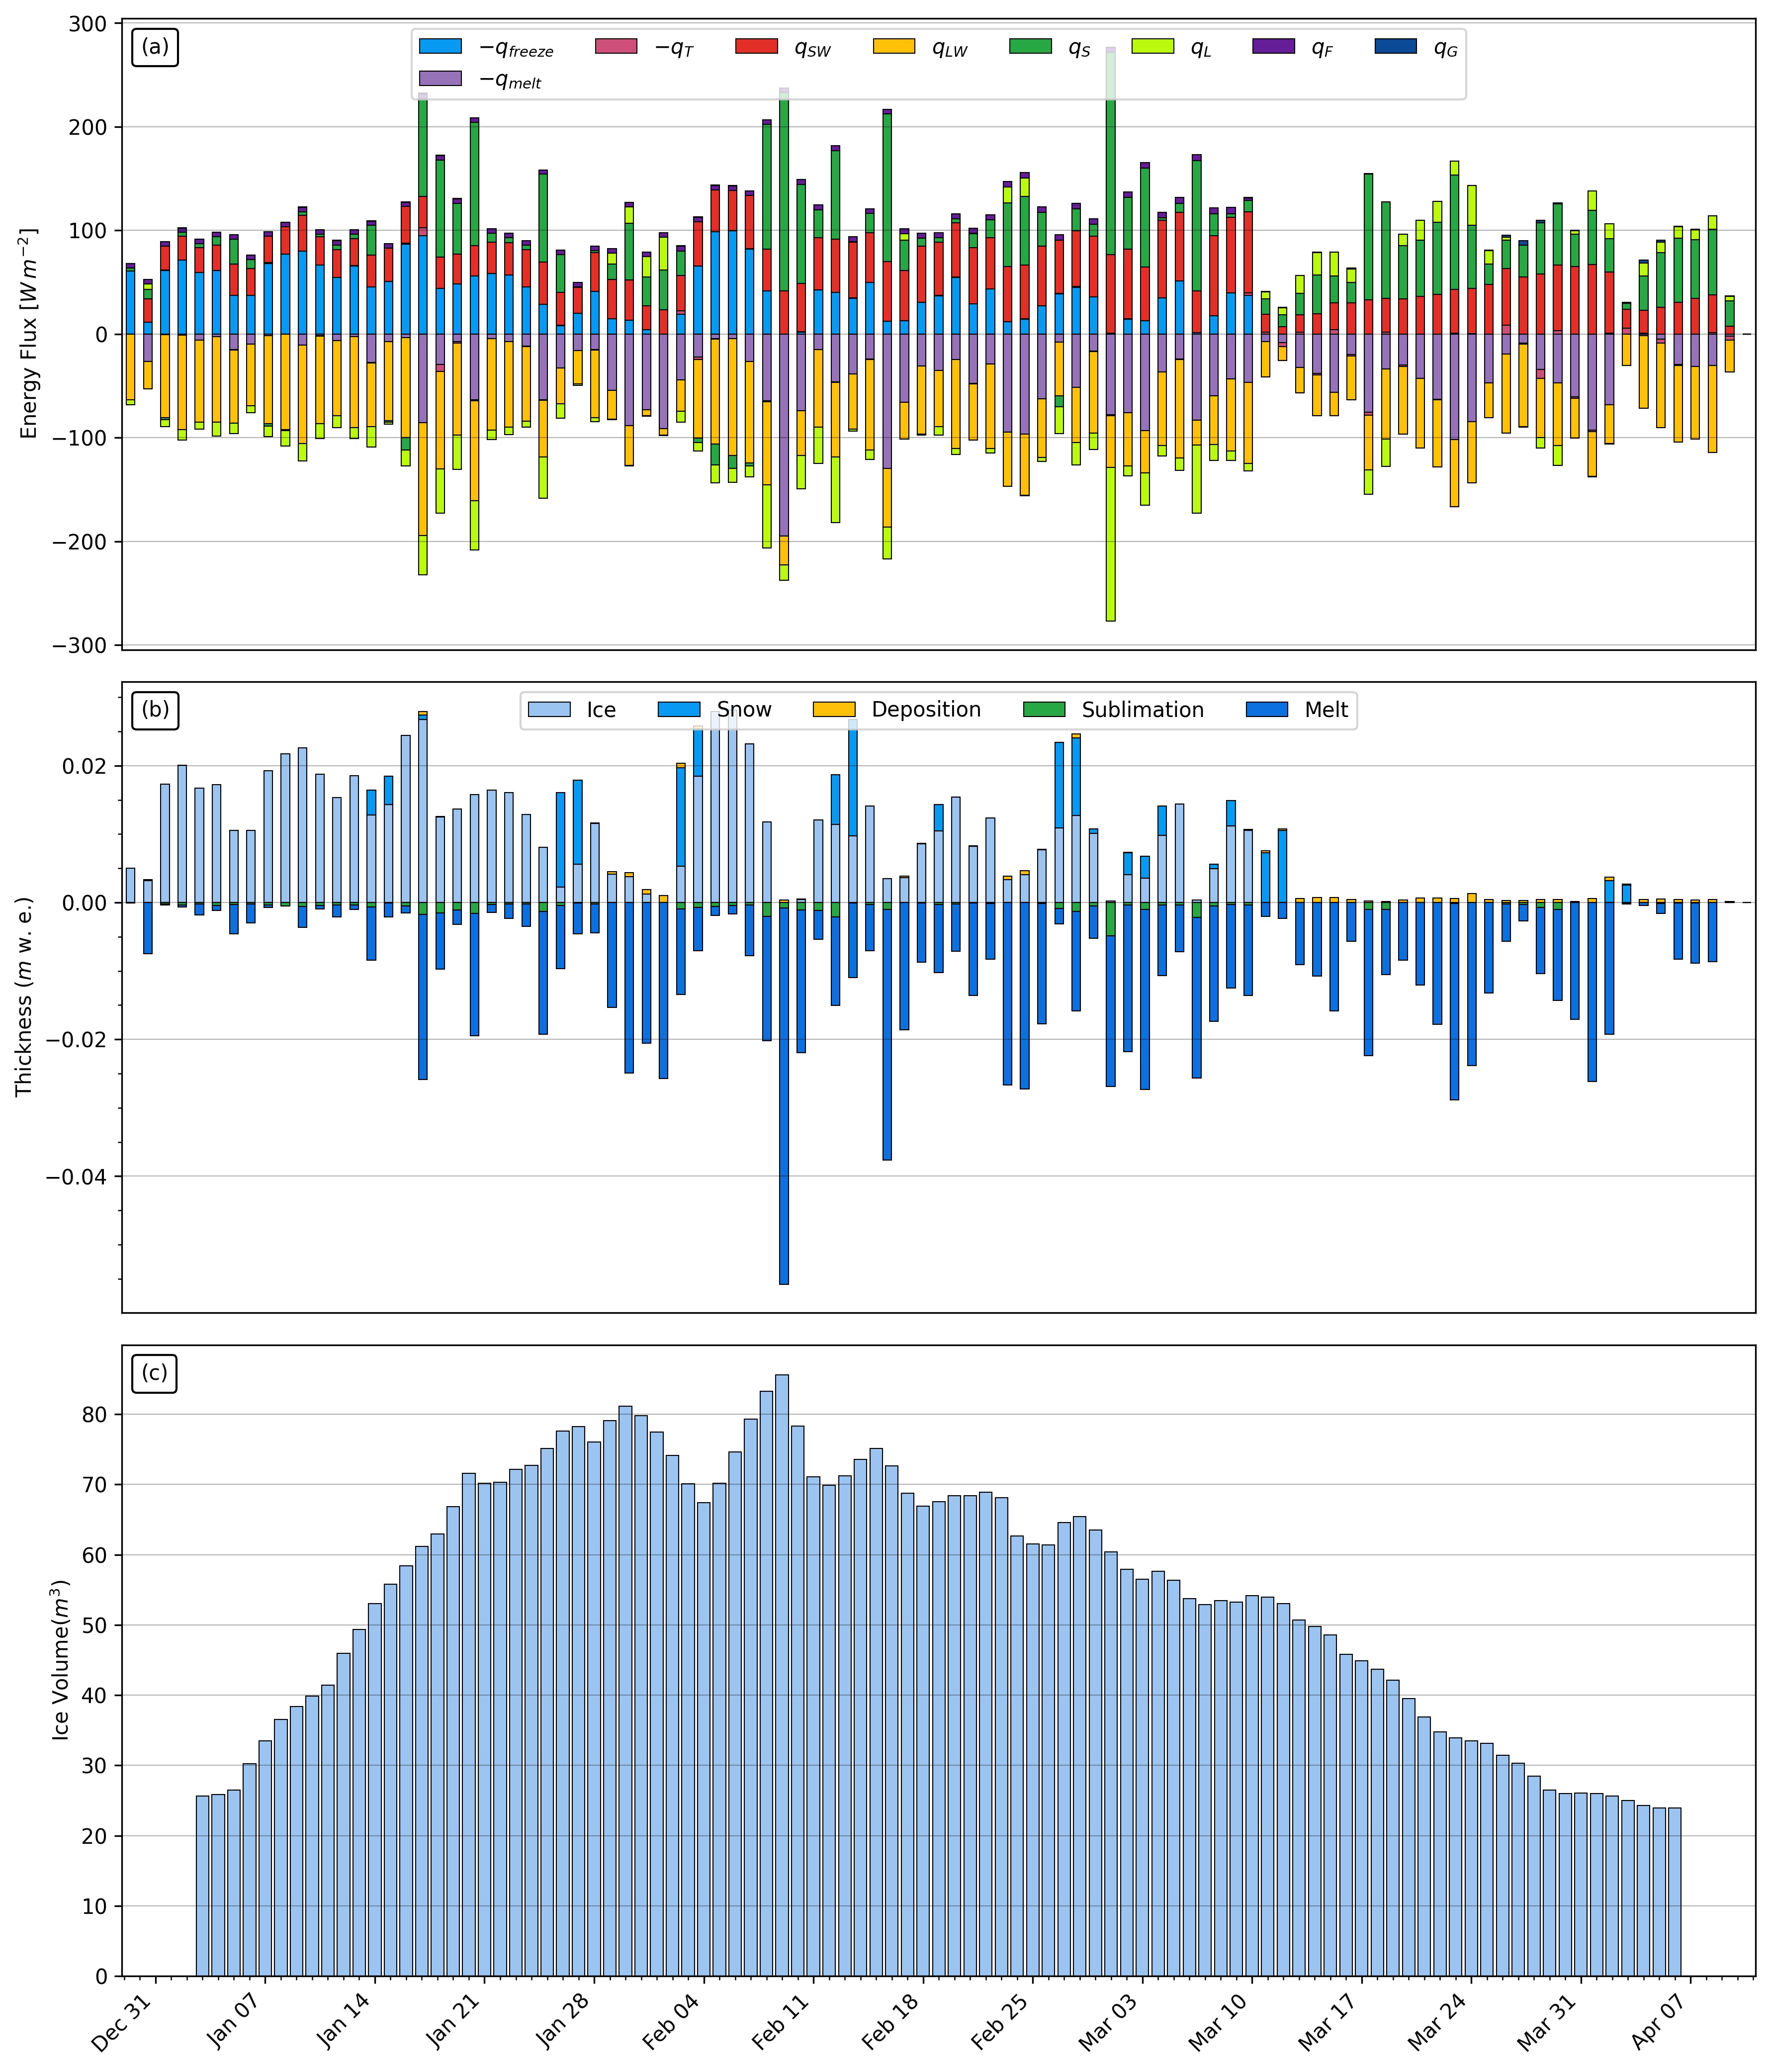 (a)
−q_freeze −q_T q_SW q_LW q_S q_L q_F q_G
−q_melt
Energy Flux [W m⁻²]
300
200
100
0
−100
−200
−300
(b)
Ice Snow Deposition Sublimation Melt
Thickness (m w. e.)
0.02
0.00
−0.02
−0.04
(c)
Ice Volume(m³)
80
70
60
50
40
30
20
10
0
Dec 31 Jan 07 Jan 14 Jan 21 Jan 28 Feb 04 Feb 11 Feb 18 Feb 25 Mar 03 Mar 10 Mar 17 Mar 24 Mar 31 Apr 07